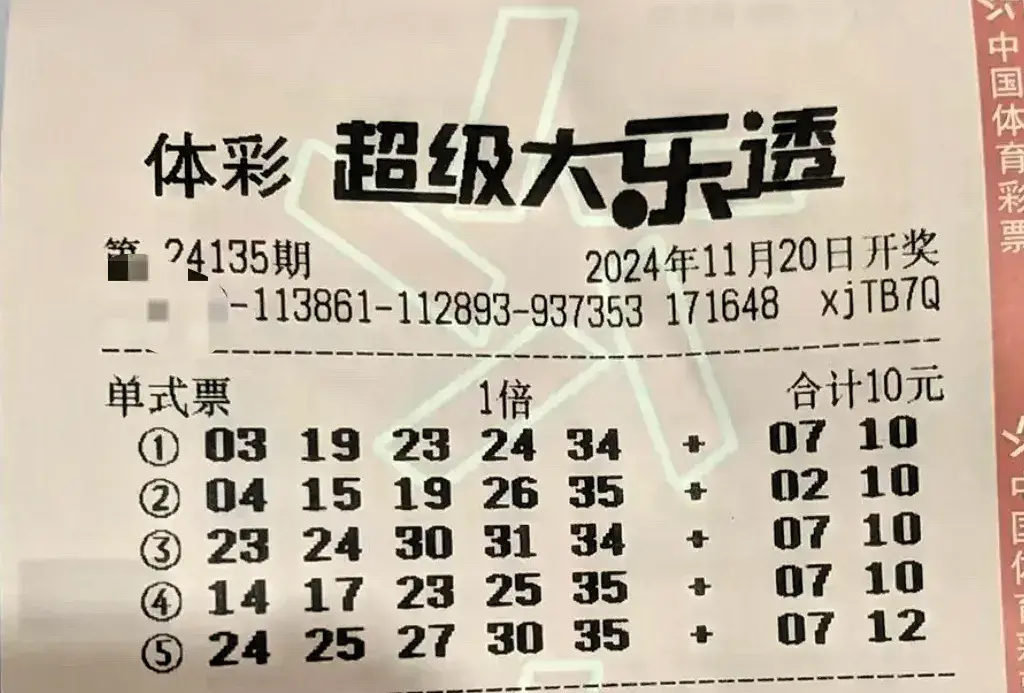 体彩 超级大乐透
第 24135期 2024年11月20日开奖
-113861-112893-937353 171648 xjTB7Q
单式票 1倍 合计10元
① 03 19 23 24 34 + 07 10
② 04 15 19 26 35 + 02 10
③ 23 24 30 31 34 + 07 10
④ 14 17 23 25 35 + 07 10
⑤ 24 25 27 30 35 + 07 12
中国体育彩票
中国体育彩